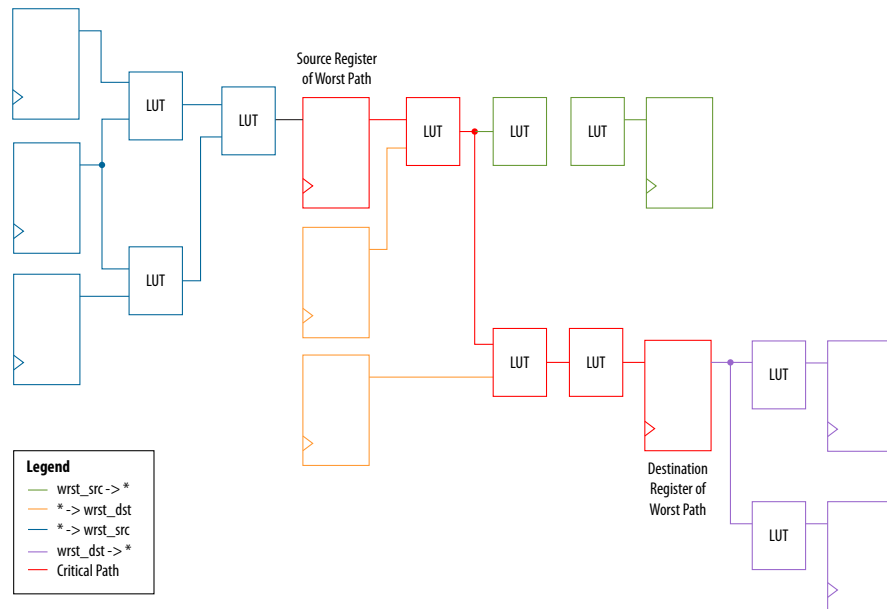 Source Register
of Worst Path
LUT
LUT
LUT
LUT
LUT
LUT
LUT
LUT
LUT
LUT
Destination
Register of
Worst Path
Legend
wrst_src -> *
* -> wrst_dst
* -> wrst_src
wrst_dst -> *
Critical Path